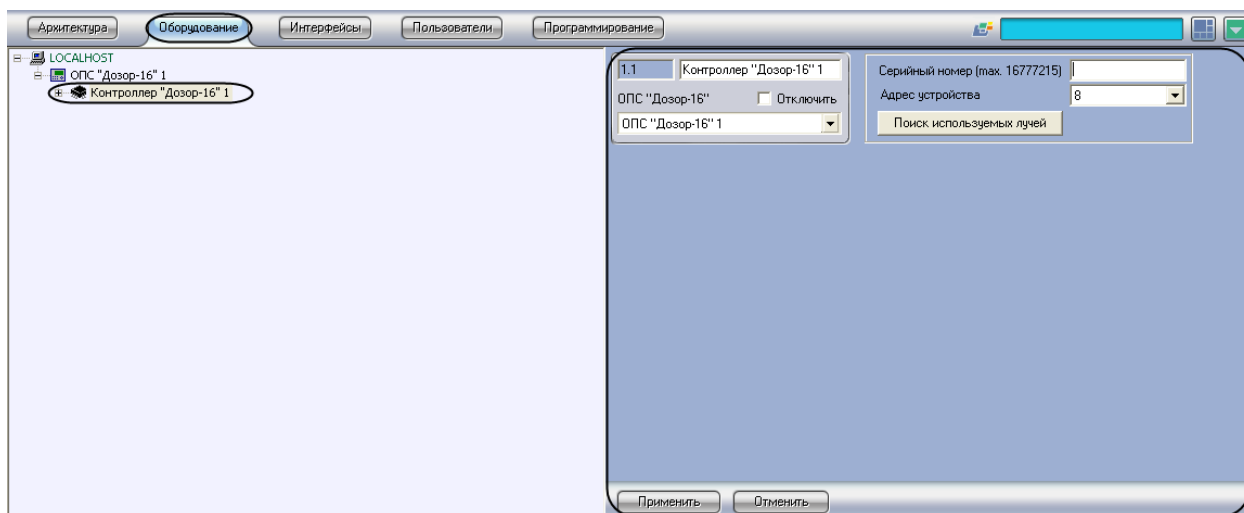 Архитектура Оборудование Интерфейсы Пользователи Программирование
LOCALHOST
ОПС "Дозор-16" 1
Контроллер "Дозор-16" 1
1.1 Контроллер "Дозор-16" 1
ОПС "Дозор-16" Отключить
ОПС "Дозор-16" 1
Серийный номер (max. 16777215)
Адрес устройства 8
Поиск используемых лучей
Применить Отменить